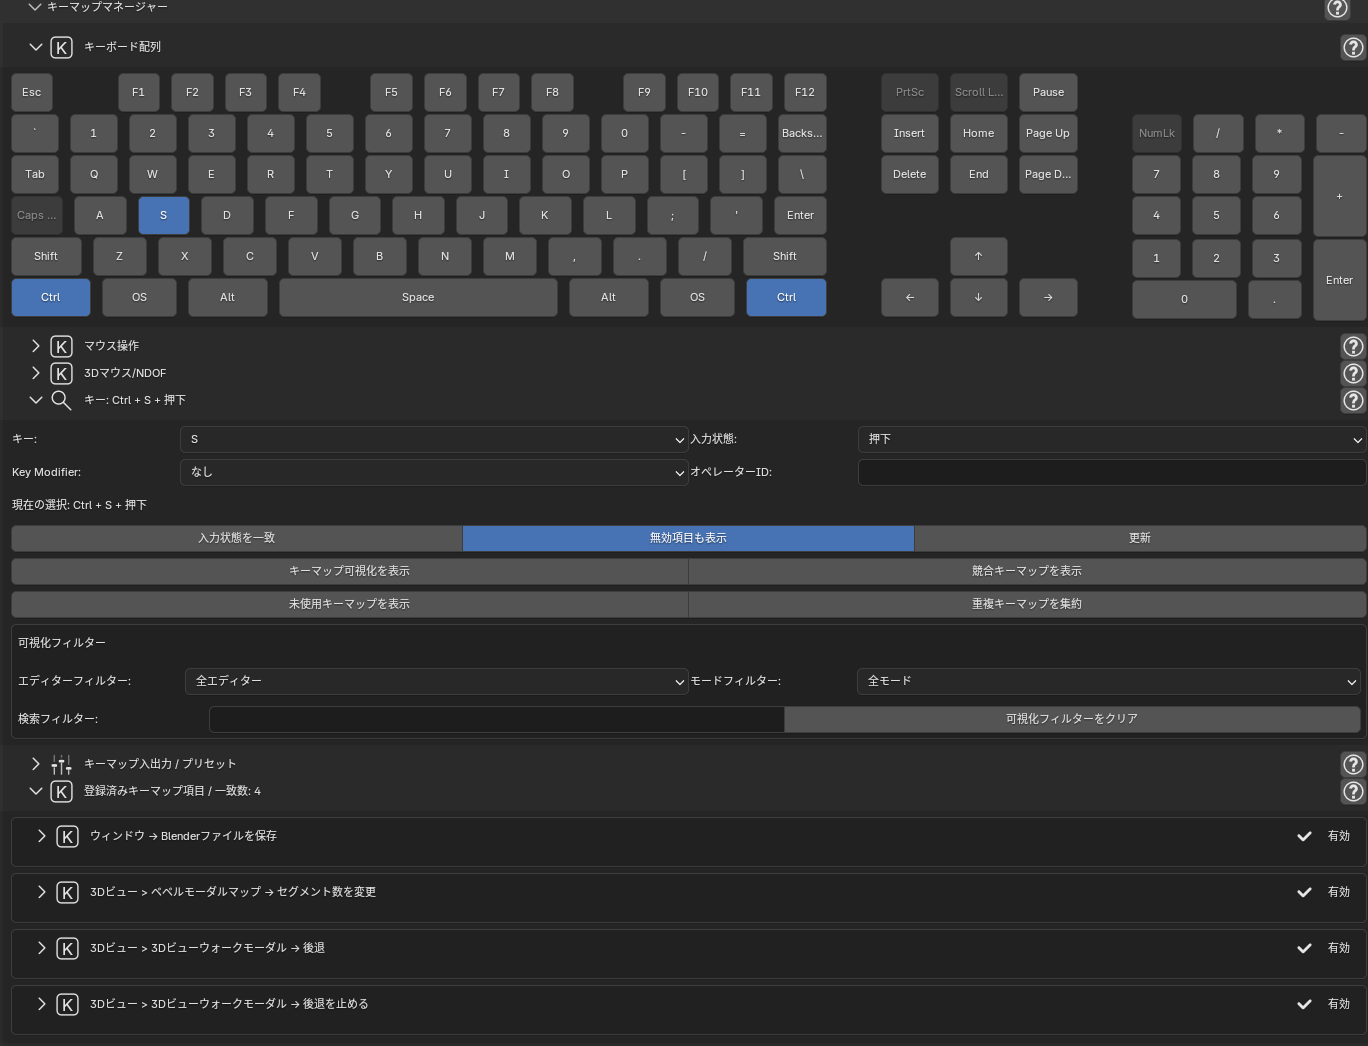 キーマップマネージャー
キーボード配列
Esc F1 F2 F3 F4 F5 F6 F7 F8 F9 F10 F11 F12 PrtSc Scroll L... Pause
` 1 2 3 4 5 6 7 8 9 0 - = Backs... Insert Home Page Up NumLk / * -
Tab Q W E R T Y U I O P [ ] \ Delete End Page D... 7 8 9 +
Caps ... A S D F G H J K L ; ' Enter 4 5 6
Shift Z X C V B N M , . / Shift ↑ 1 2 3 Enter
Ctrl OS Alt Space Alt OS Ctrl ← ↓ → 0 .
マウス操作
3Dマウス/NDOF
キー: Ctrl + S + 押下
キー: S 入力状態: 押下
Key Modifier: なし オペレーターID:
現在の選択: Ctrl + S + 押下
入力状態を一致 無効項目も表示 更新
キーマップ可視化を表示 競合キーマップを表示
未使用キーマップを表示 重複キーマップを集約
可視化フィルター
エディターフィルター: 全エディター モードフィルター: 全モード
検索フィルター: 可視化フィルターをクリア
キーマップ入出力 / プリセット
登録済みキーマップ項目 / 一致数: 4
ウィンドウ → Blenderファイルを保存 有効
3Dビュー > ベベルモーダルマップ → セグメント数を変更 有効
3Dビュー > 3Dビューウォークモーダル → 後退 有効
3Dビュー > 3Dビューウォークモーダル → 後退を止める 有効